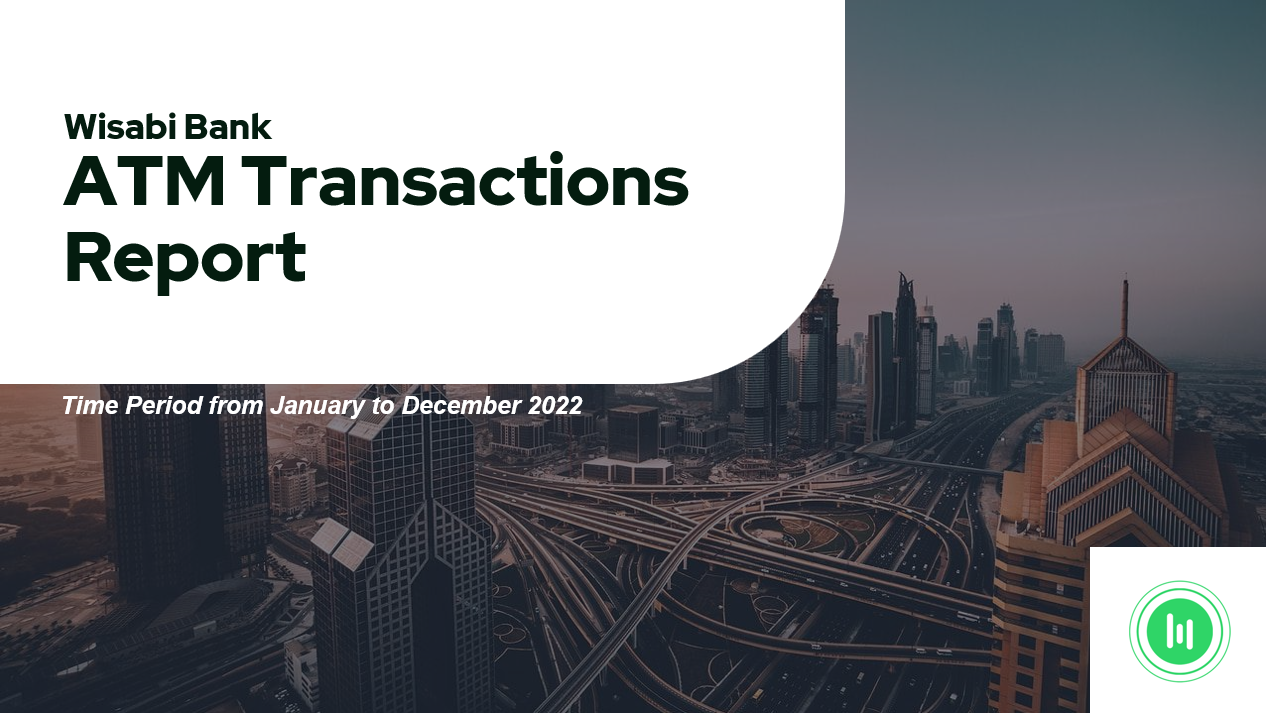 Wisabi Bank
ATM Transactions
Report
Time Period from January to December 2022